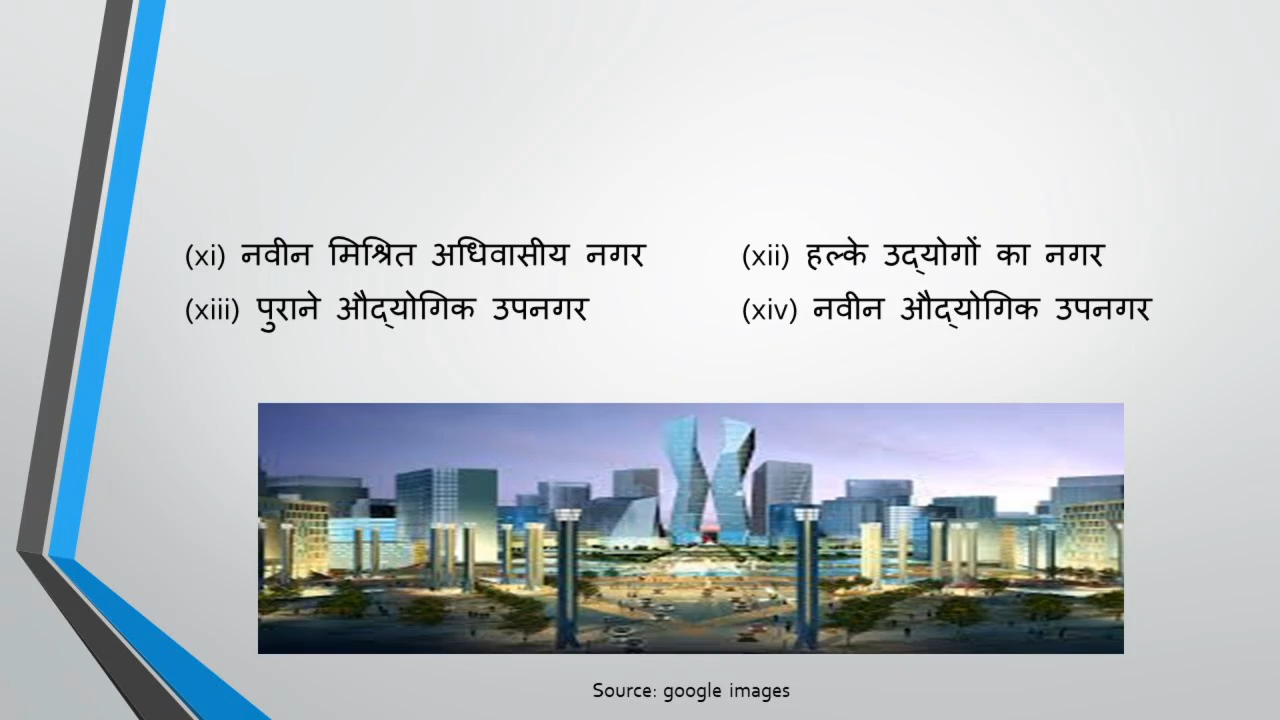 (xi) नवीन मिश्रित अधिवासीय नगर (xii) हल्के उद्योगों का नगर
(xiii) पुराने औद्योगिक उपनगर (xiv) नवीन औद्योगिक उपनगर
Source: google images